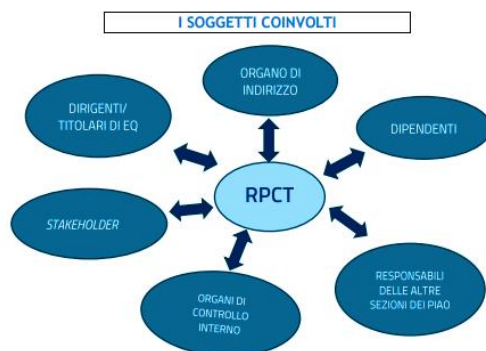 I SOGGETTI COINVOLTI
ORGANO DI
INDIRIZZO
DIRIGENTI/
TITOLARI DI EQ
DIPENDENTI
RPCT
STAKEHOLDER
RESPONSABILI
DELLE ALTRE
SEZIONI DEI PIAO
ORGANI DI
CONTROLLO
INTERNO